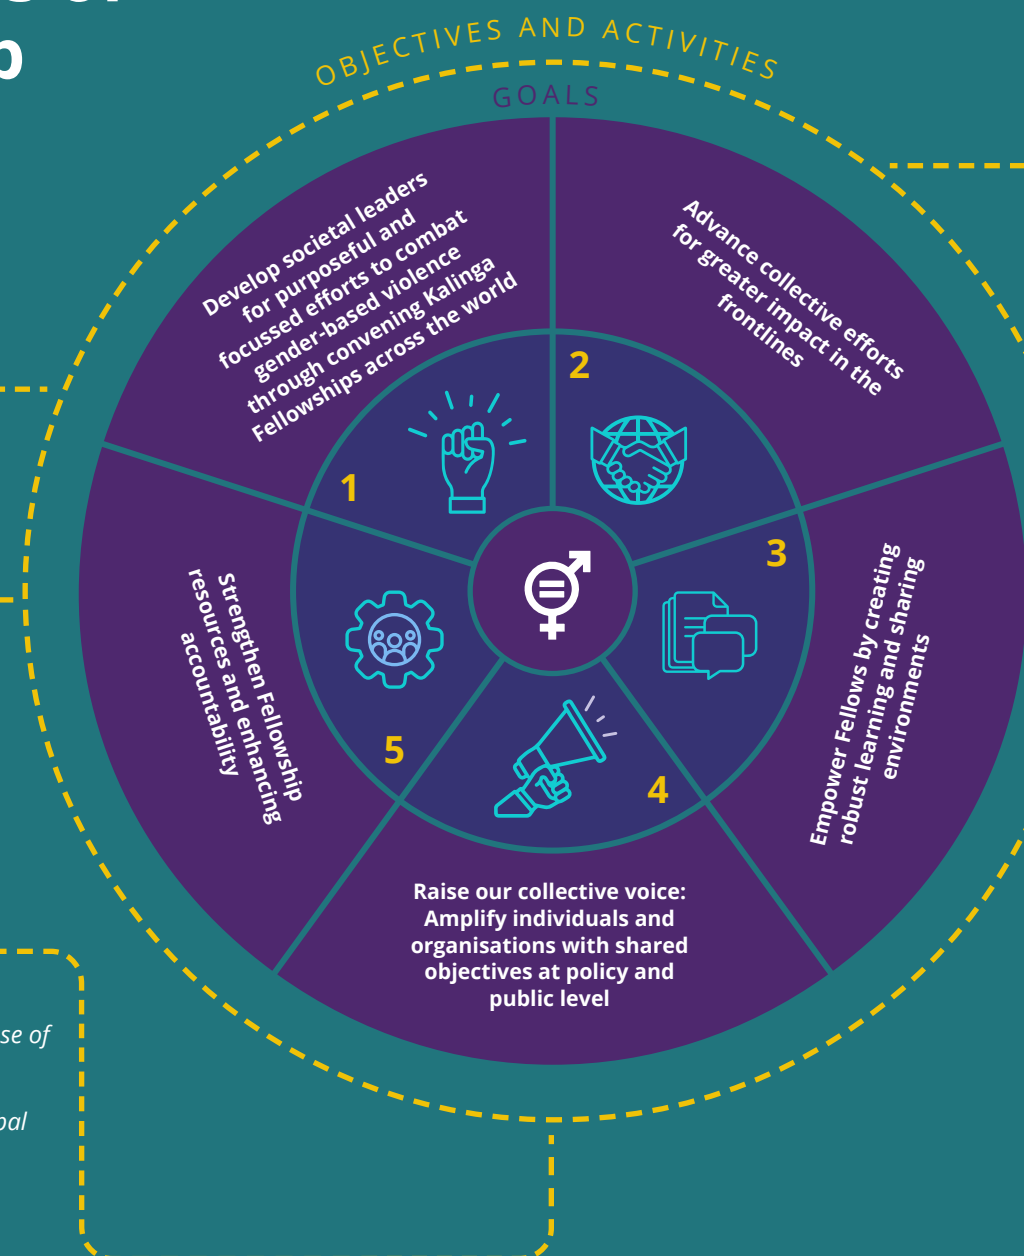 OBJECTIVES AND ACTIVITIES
GOALS
Develop societal leaders
for purposeful and
focussed efforts to combat
gender-based violence
through convening Kalinga
Fellowships across the world
1
Advance collective efforts
for greater impact in the
frontlines
2
Empower Fellows by creating
robust learning and sharing
environments
3
Raise our collective voice:
Amplify individuals and
organisations with shared
objectives at policy and
public level
4
Strengthen Fellowship
resources and enhancing
accountability
5
of